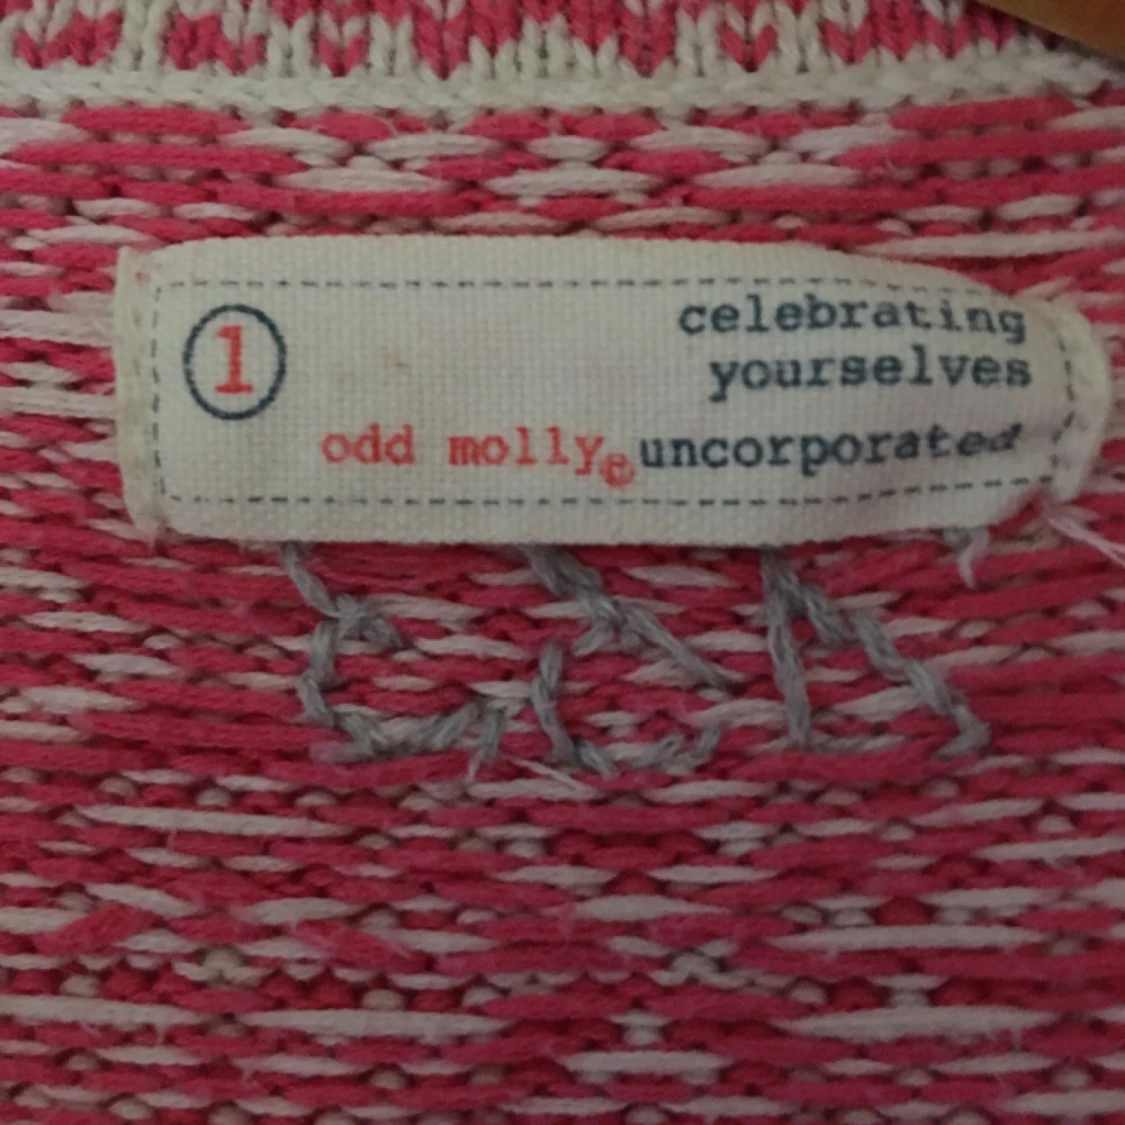 1
celebrating
yourselves
odd molly® uncorporated